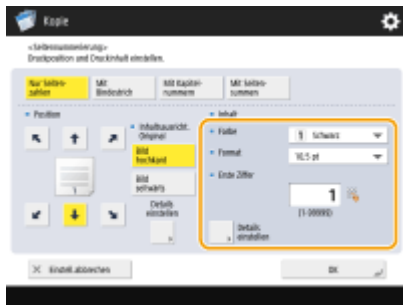 Kopie
<Seitennummerierung>
Druckposition und Druckinhalt einstellen.
Nur Seiten-
zahlen
Mit
Bindestrich
Mit Kapitel-
nummern
Mit Seiten-
summen
Position
Inhaltsausricht.
Original
Bild
hochkant
Bild
seitwärts
Details
einstellen
Inhalt
Farbe
1 Schwarz
Format
10,5 pt
Erste Ziffer
1
(1-99999)
Details
einstellen
Einstell. abbrechen
OK